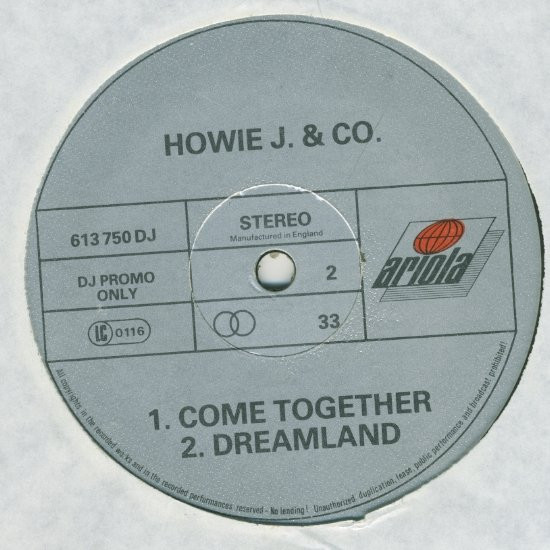 HOWIE J. & CO.
613 750 DJ
STEREO
Manufactured in England
DJ PROMO
ONLY
2
LC 0116
33
ariola
1. COME TOGETHER
2. DREAMLAND
All copyrights in the recorded works and in the recorded performances reserved - No lending! Unauthorized duplication, lease, public performance and broadcast prohibited!